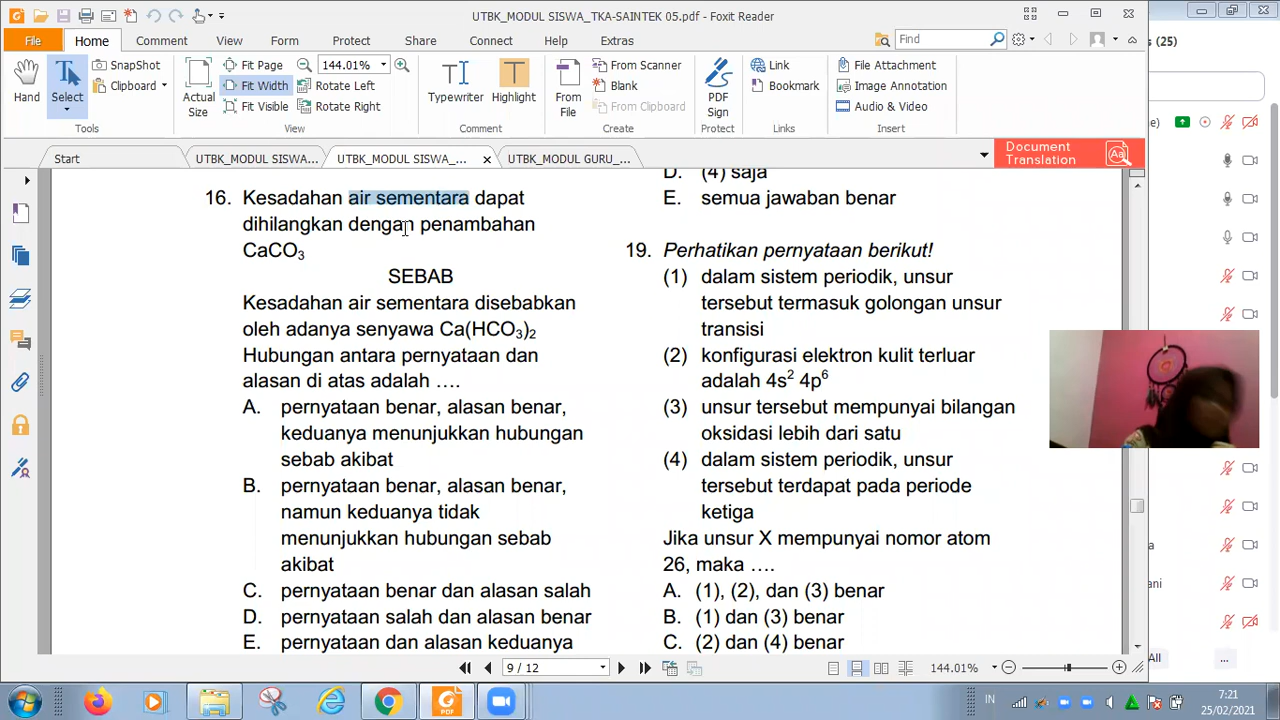 UTBK_MODUL SISWA_TKA-SAINTEK 05.pdf - Foxit Reader
File Home Comment View Form Protect Share Connect Help Extras
Find
Hand
Select
SnapShot
Clipboard
Tools
Actual Size
Fit Page
Fit Width
Fit Visible
144.01%
Rotate Left
Rotate Right
View
Typewriter
Highlight
Comment
From File
From Scanner
Blank
From Clipboard
Create
PDF Sign
Protect
Link
Bookmark
Links
File Attachment
Image Annotation
Audio & Video
Insert
s (25)
Start
UTBK_MODUL SISWA...
UTBK_MODUL SISWA_...
UTBK_MODUL GURU_...
Document Translation
16. Kesadahan air sementara dapat
dihilangkan dengan penambahan
CaCO3
SEBAB
Kesadahan air sementara disebabkan
oleh adanya senyawa Ca(HCO3)2
Hubungan antara pernyataan dan
alasan di atas adalah ….
A. pernyataan benar, alasan benar,
keduanya menunjukkan hubungan
sebab akibat
B. pernyataan benar, alasan benar,
namun keduanya tidak
menunjukkan hubungan sebab
akibat
C. pernyataan benar dan alasan salah
D. pernyataan salah dan alasan benar
E. pernyataan dan alasan keduanya
D. (4) saja
E. semua jawaban benar
19. Perhatikan pernyataan berikut!
(1) dalam sistem periodik, unsur
tersebut termasuk golongan unsur
transisi
(2) konfigurasi elektron kulit terluar
adalah 4s2 4p6
(3) unsur tersebut mempunyai bilangan
oksidasi lebih dari satu
(4) dalam sistem periodik, unsur
tersebut terdapat pada periode
ketiga
Jika unsur X mempunyai nomor atom
26, maka ….
A. (1), (2), dan (3) benar
B. (1) dan (3) benar
C. (2) dan (4) benar
e)
a
ani
All
...
9 / 12
144.01%
IN
7:21
25/02/2021